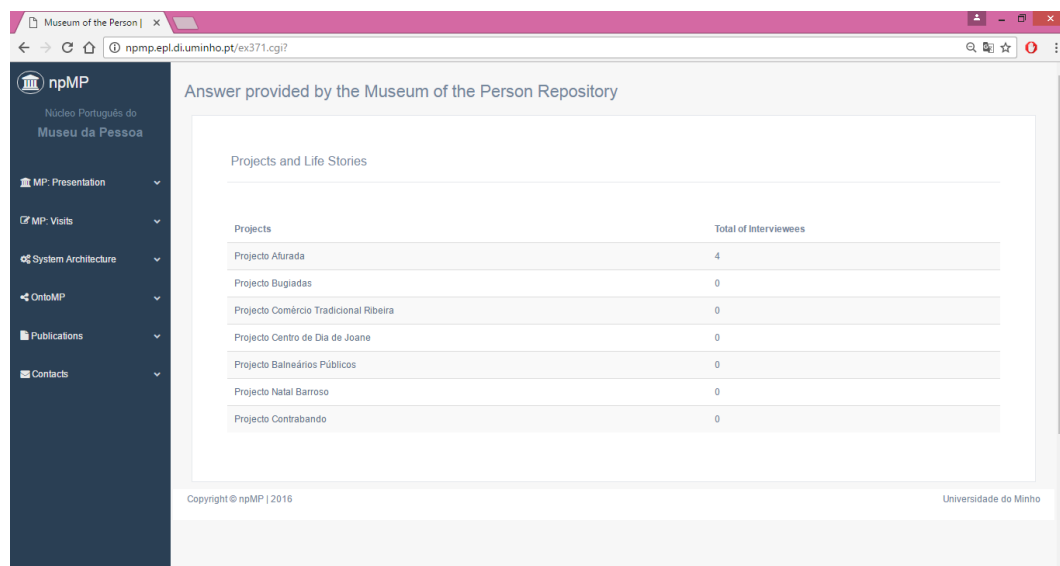 Museum of the Person |
npmp.epl.di.uminho.pt/ex371.cgi?
npMP
Núcleo Português do
Museu da Pessoa
MP: Presentation
MP: Visits
System Architecture
OntoMP
Publications
Contacts
Answer provided by the Museum of the Person Repository
Projects and Life Stories
Projects Total of Interviewees
Projecto Afurada 4
Projecto Bugiadas 0
Projecto Comércio Tradicional Ribeira 0
Projecto Centro de Dia de Joane 0
Projecto Balneários Públicos 0
Projecto Natal Barroso 0
Projecto Contrabando 0
Copyright © npMP | 2016 Universidade do Minho